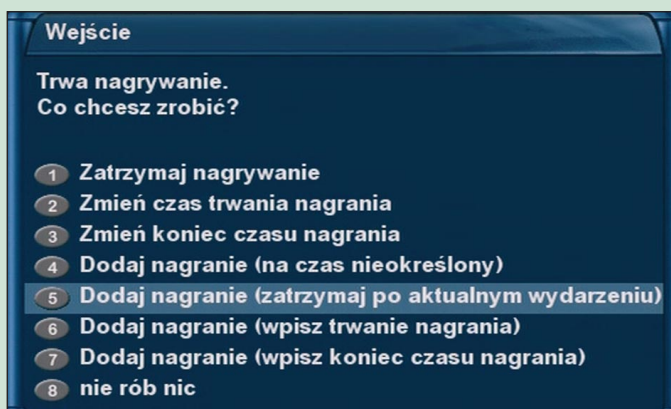 Wejście
Trwa nagrywanie.
Co chcesz zrobić?
1 Zatrzymaj nagrywanie
2 Zmień czas trwania nagrania
3 Zmień koniec czasu nagrania
4 Dodaj nagranie (na czas nieokreślony)
5 Dodaj nagranie (zatrzymaj po aktualnym wydarzeniu)
6 Dodaj nagranie (wpisz trwanie nagrania)
7 Dodaj nagranie (wpisz koniec czasu nagrania)
8 nie rób nic